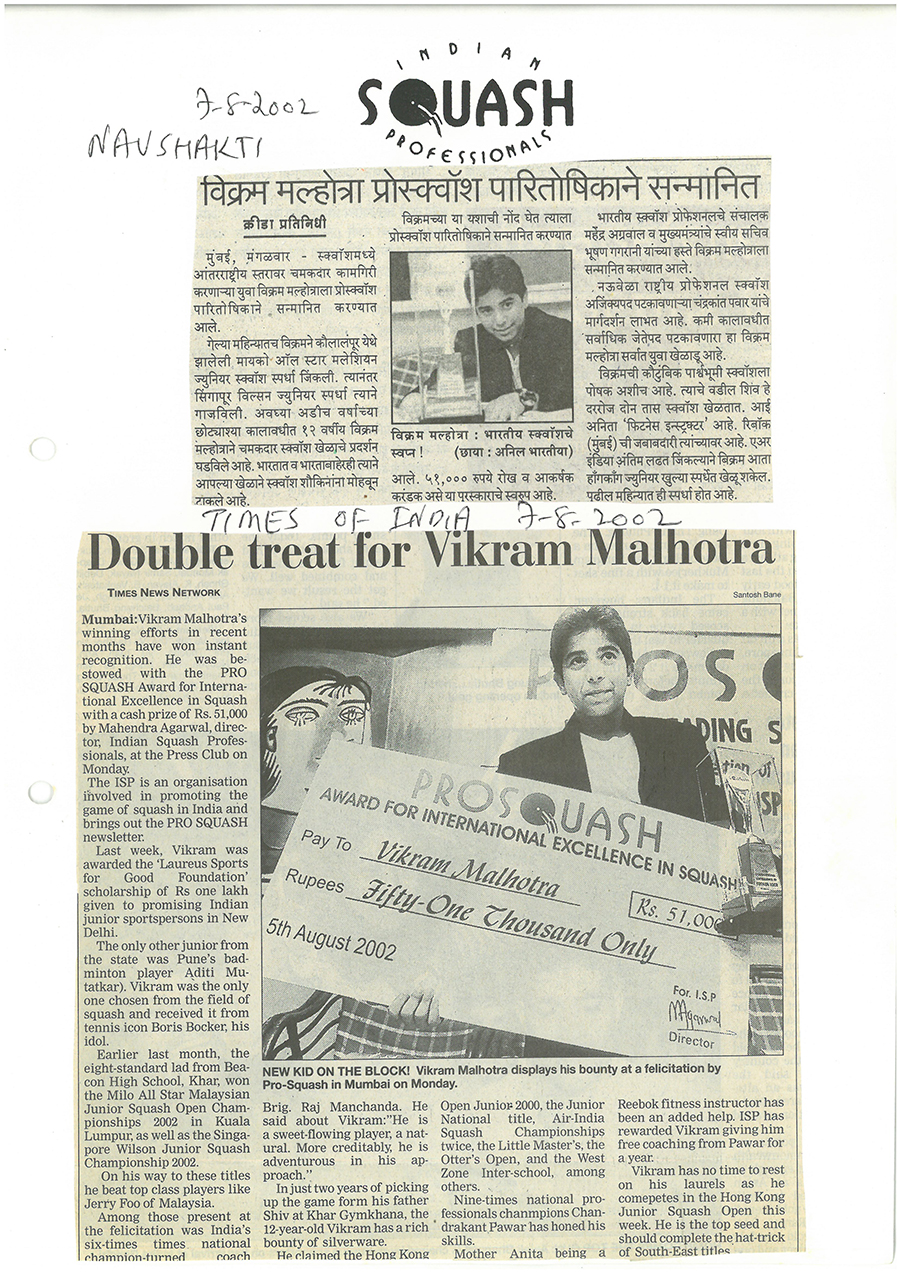 INDIAN
SQUASH
PROFESSIONALS
7-8-2002
NAVSHAKTI
विक्रम मल्होत्रा प्रोस्क्वॉश पारितोषिकाने सन्मानित
क्रीडा प्रतिनिधी
मुंबई, मंगळवार - स्क्वॉशमध्ये
आंतरराष्ट्रीय स्तरावर चमकदार कामगिरी
करणाऱ्या युवा विक्रम मल्होत्राला प्रोस्क्वॉश
पारितोषिकाने सन्मानित करण्यात
आले.
गेल्या महिन्यातच विक्रमने कौलालंपूर येथे
झालेली मायको ऑल स्टार मलेशियन
ज्युनियर स्क्वॉश स्पर्धा जिंकली. त्यानंतर
सिंगापूर विल्सन ज्युनियर स्पर्धा त्याने
गाजविली. अवघ्या अडीच वर्षाच्या
छोट्याश्या कालावधीत १२ वर्षीय विक्रम
मल्होत्राने चमकदार स्क्वॉश खेळाचे प्रदर्शन
घडविले आहे. भारतात व भारताबाहेरही त्याने
आपल्या खेळाने स्क्वॉश शौकिनांना मोहवून
टाकले आहे.
विक्रमच्या या यशाची नोंद घेत त्याला
प्रोस्क्वॉश पारितोषिकाने सन्मानित करण्यात
विक्रम मल्होत्रा : भारतीय स्क्वॉशचे
स्वप्न ! (छाया : अनिल भारतीया)
आले. ५१,००० रुपये रोख व आकर्षक
करंडक असे या पुरस्काराचे स्वरुप आहे.
भारतीय स्क्वॉश प्रोफेशनलचे संचालक
महेंद्र अग्रवाल व मुख्यमंत्र्यांचे स्वीय सचिव
भूषण गगरानी यांच्या हस्ते विक्रम मल्होत्राला
सन्मानित करण्यात आले.
नऊवेळा राष्ट्रीय प्रोफेशनल स्क्वॉश
अजिंक्यपद पटकावणाऱ्या चंद्रकांत पवार यांचे
मार्गदर्शन लाभत आहे. कमी कालावधीत
सर्वाधिक जेतेपद पटकावणारा हा विक्रम
मल्होत्रा सर्वात युवा खेळाडू आहे.
विक्रमची कौटुंबिक पार्श्वभूमी स्क्वॉशला
पोषक अशीच आहे. त्याचे वडील शिव हे
दररोज दोन तास स्क्वॉश खेळतात. आई
अनिता 'फिटनेस इन्स्ट्रक्टर' आहे. रिबॉक
(मुंबई) ची जबाबदारी त्यांच्यावर आहे. एअर
इंडिया अंतिम लढत जिंकल्याने विक्रम आता
हाँगकाँग ज्युनियर खुल्या स्पर्धेत खेळू शकेल.
पुढील महिन्यात ही स्पर्धा होत आहे.
TIMES OF INDIA 7-8-2002
Double treat for Vikram Malhotra
TIMES NEWS NETWORK
Santosh Bane
Mumbai:Vikram Malhotra's
winning efforts in recent
months have won instant
recognition. He was be-
stowed with the PRO
SQUASH Award for Interna-
tional Excellence in Squash
with a cash prize of Rs. 51,000
by Mahendra Agarwal, direc-
tor, Indian Squash Profes-
sionals, at the Press Club on
Monday.
The ISP is an organisation
involved in promoting the
game of squash in India and
brings out the PRO SQUASH
newsletter.
Last week, Vikram was
awarded the 'Laureus Sports
for Good Foundation'
scholarship of Rs one lakh
given to promising Indian
junior sportspersons in New
Delhi.
The only other junior from
the state was Pune's bad-
minton player Aditi Mu-
tatkar). Vikram was the only
one chosen from the field of
squash and received it from
tennis icon Boris Bocker, his
idol.
Earlier last month, the
eight-standard lad from Bea-
con High School, Khar, won
the Milo All Star Malaysian
Junior Squash Open Cham-
pionships 2002 in Kuala
Lumpur, as well as the Singa-
pore Wilson Junior Squash
Championship 2002.
On his way to these titles
he beat top class players like
Jerry Foo of Malaysia.
Among those present at
the felicitation was India's
six-times times national
champion-turned coach
PROSQ
ADING S
PROSQUASH
AWARD FOR INTERNATIONAL EXCELLENCE IN SQUASH
Pay To Vikram Malhotra
Rupees Fifty-One Thousand Only
Rs. 51,000
5th August 2002
For. I.S.P
MAgarwal
Director
NEW KID ON THE BLOCK! Vikram Malhotra displays his bounty at a felicitation by
Pro-Squash in Mumbai on Monday.
Brig. Raj Manchanda. He
said about Vikram:"He is
a sweet-flowing player, a nat-
ural. More creditably, he is
adventurous in his ap-
proach."
In just two years of picking
up the game form his father
Shiv at Khar Gymkhana, the
12-year-old Vikram has a rich
bounty of silverware.
He claimed the Hong Kong
Open Junior 2000, the Junior
National title, Air-India
Squash Championships
twice, the Little Master's, the
Otter's Open, and the West
Zone Inter-school, among
others.
Nine-times national pro-
fessionals chanmpions Chan-
drakant Pawar has honed his
skills.
Mother Anita being a
Reebok fitness instructor has
been an added help. ISP has
rewarded Vikram giving him
free coaching from Pawar for
a year.
Vikram has no time to rest
on his laurels as he
comepetes in the Hong Kong
Junior Squash Open this
week. He is the top seed and
should complete the hat-trick
of South-East titles.